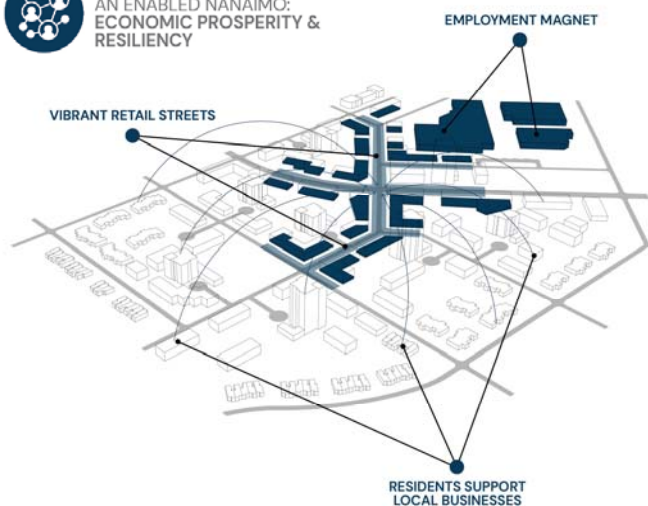 AN ENABLED NANAIMO:
ECONOMIC PROSPERITY &
RESILIENCY
EMPLOYMENT MAGNET
VIBRANT RETAIL STREETS
RESIDENTS SUPPORT
LOCAL BUSINESSES